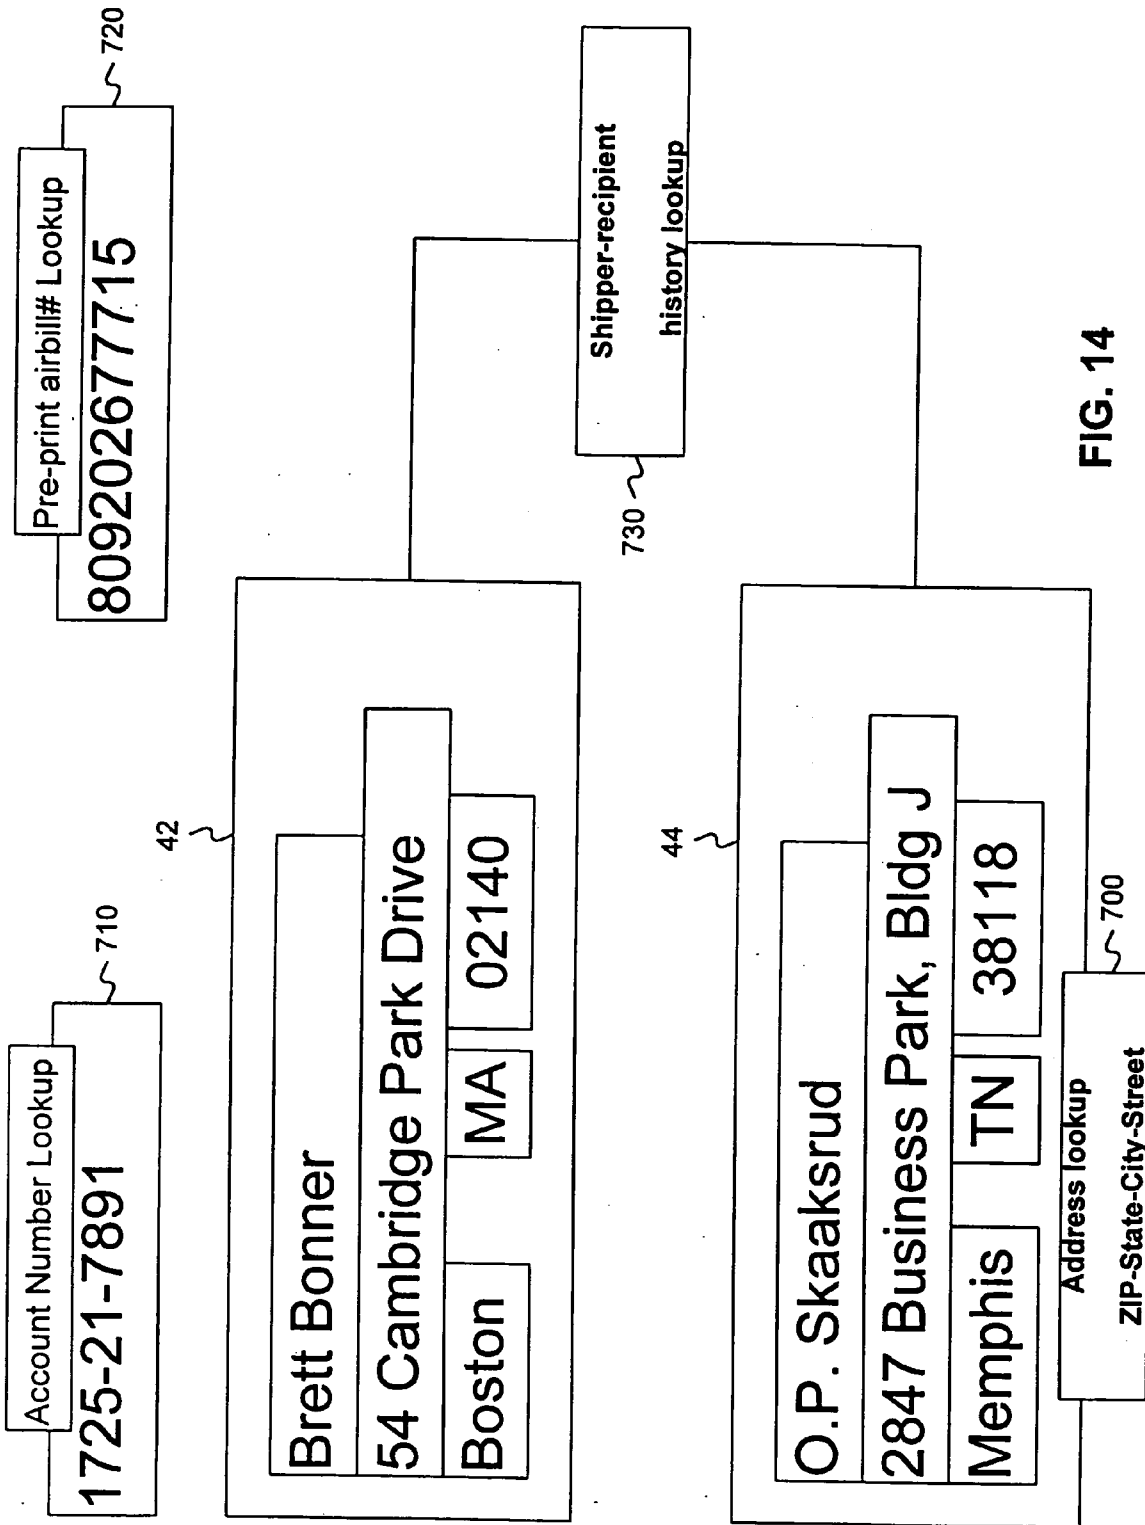 Account Number Lookup
1725-21-7891
710
Pre-print airbill# Lookup
809202677715
720
42
Brett Bonner
54 Cambridge Park Drive
Boston MA 02140
730
Shipper-recipient
history lookup
44
O.P. Skaaksrud
2847 Business Park, Bldg J
Memphis TN 38118
Address lookup
ZIP-State-City-Street
700
FIG. 14